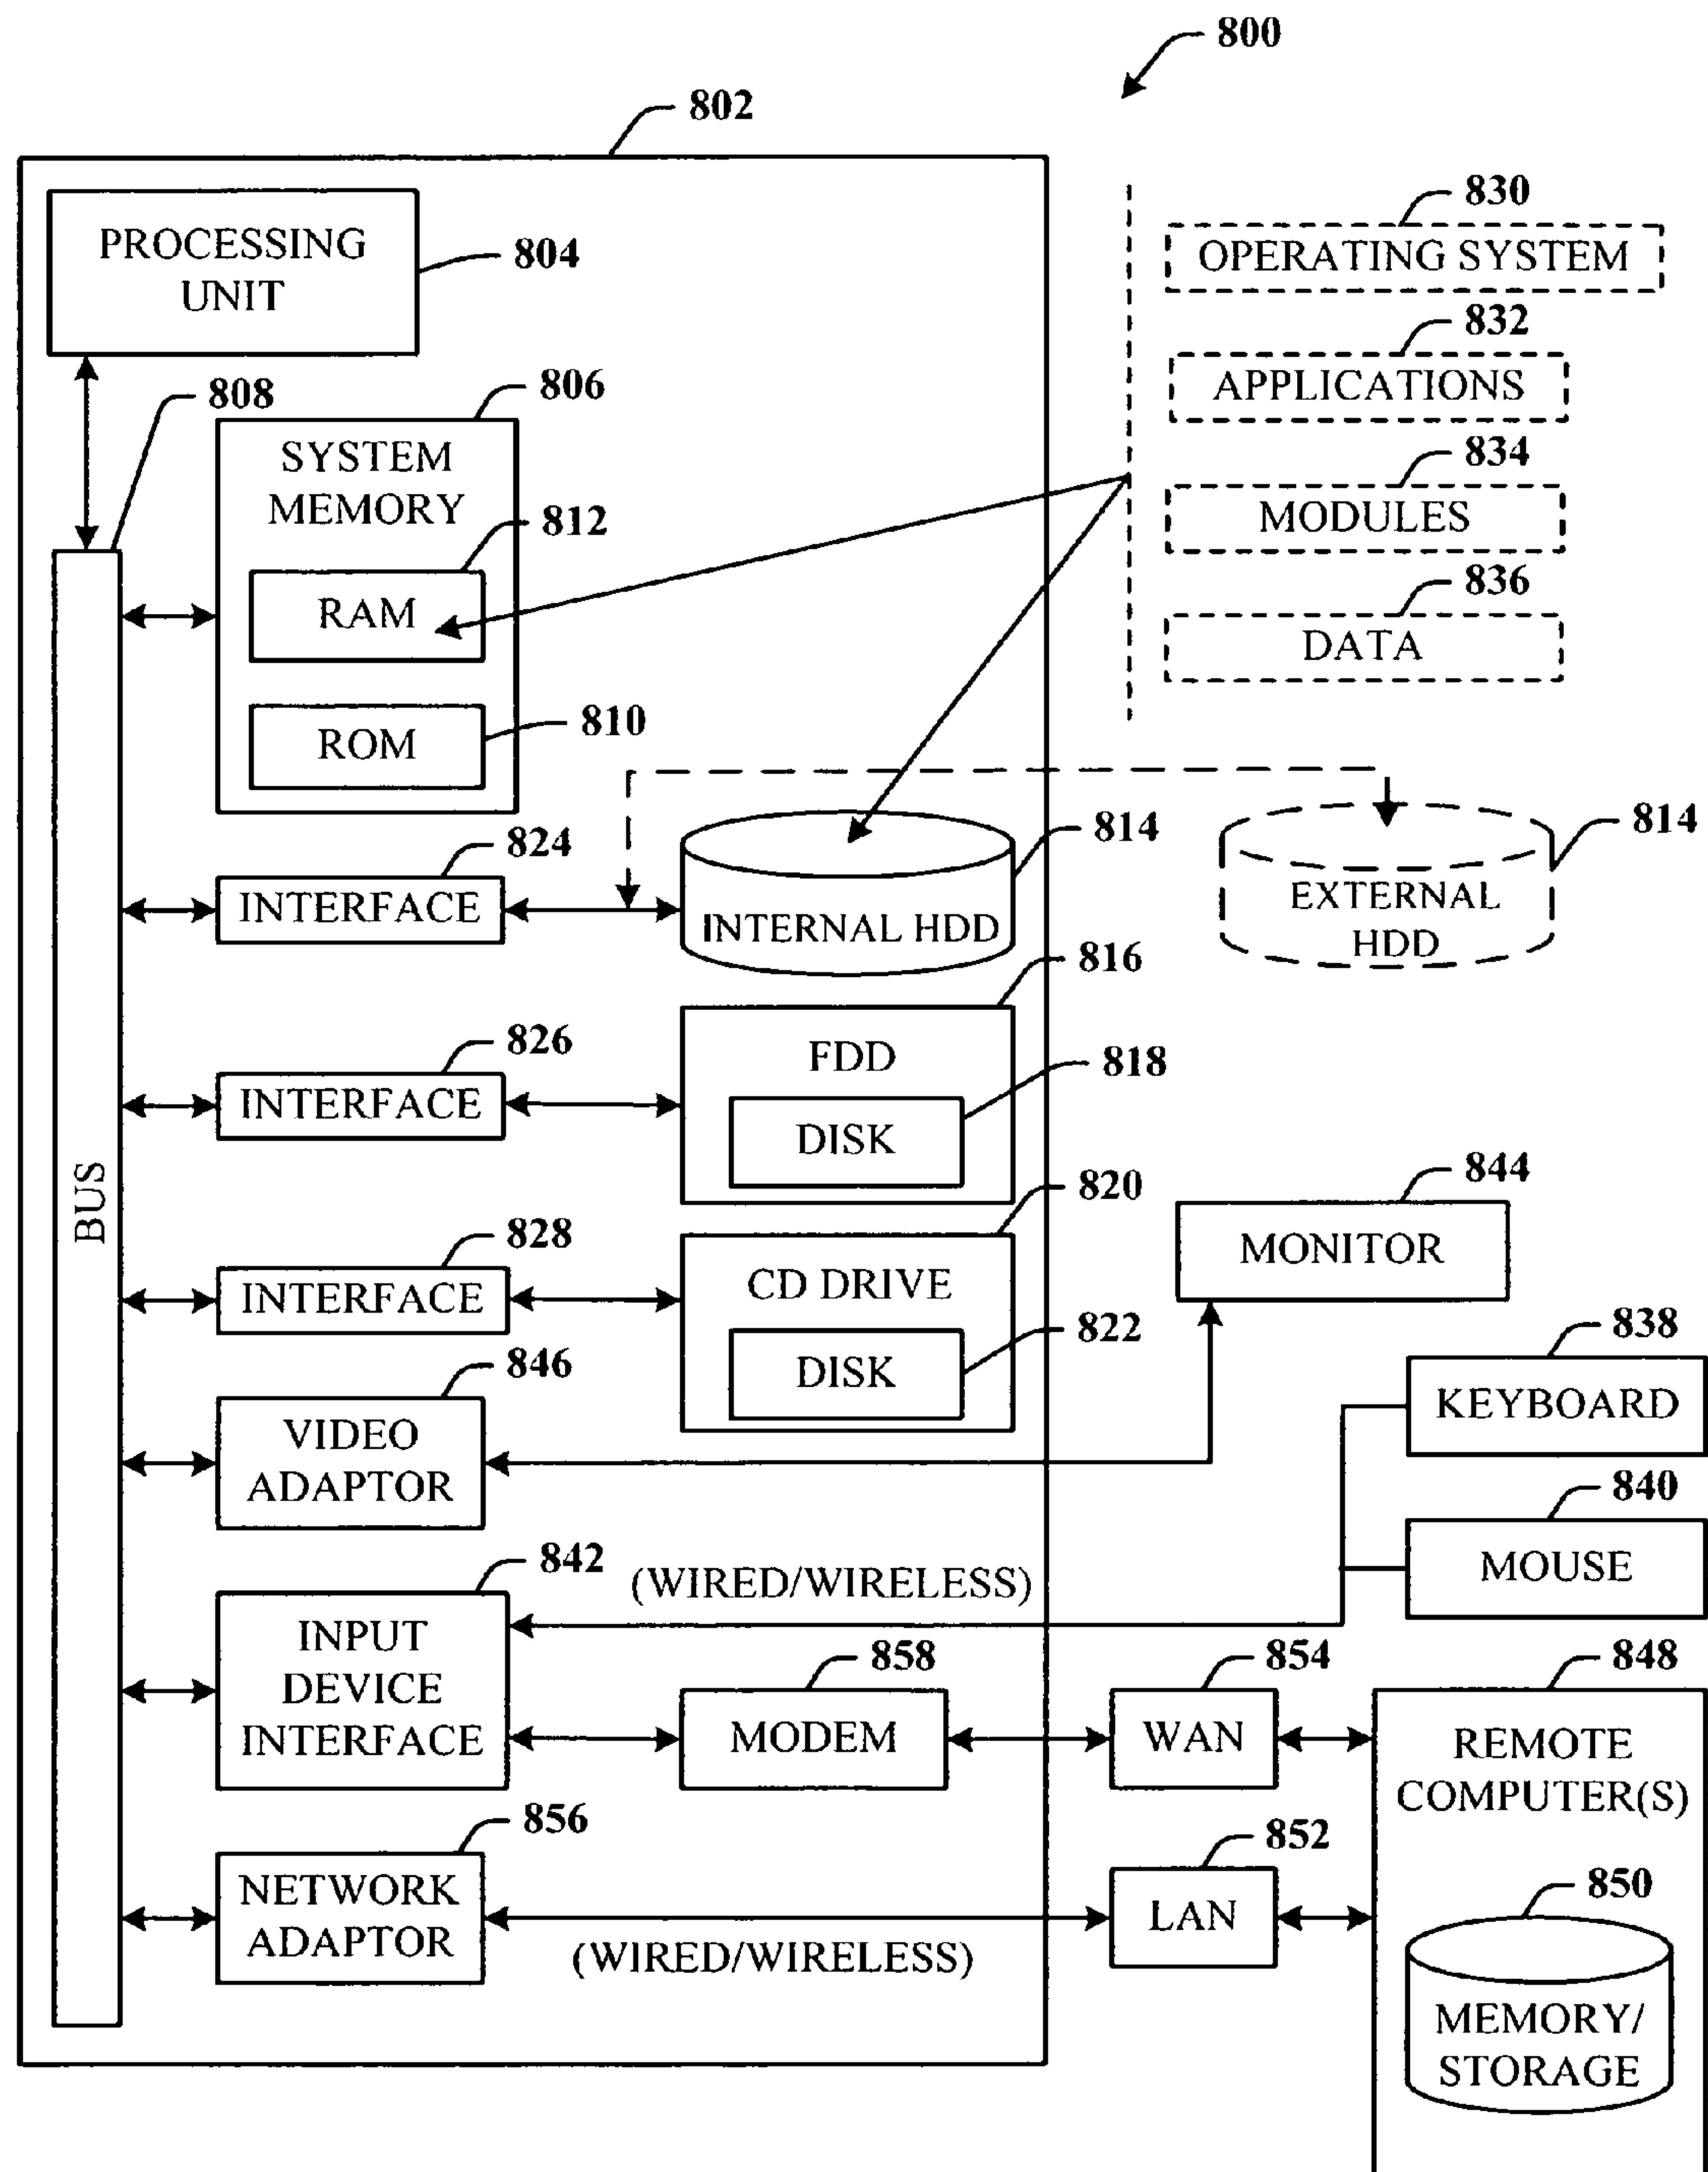 800
802
PROCESSING
UNIT
804
830
OPERATING SYSTEM
832
APPLICATIONS
834
MODULES
836
DATA
808
806
SYSTEM
MEMORY
812
RAM
810
ROM
824
INTERFACE
814
INTERNAL HDD
814
EXTERNAL
HDD
816
FDD
818
DISK
826
INTERFACE
BUS
820
CD DRIVE
822
DISK
828
INTERFACE
844
MONITOR
846
VIDEO
ADAPTOR
838
KEYBOARD
840
MOUSE
842
INPUT
DEVICE
INTERFACE
(WIRED/WIRELESS)
858
MODEM
854
WAN
848
REMOTE
COMPUTER(S)
856
NETWORK
ADAPTOR
(WIRED/WIRELESS)
852
LAN
850
MEMORY/
STORAGE